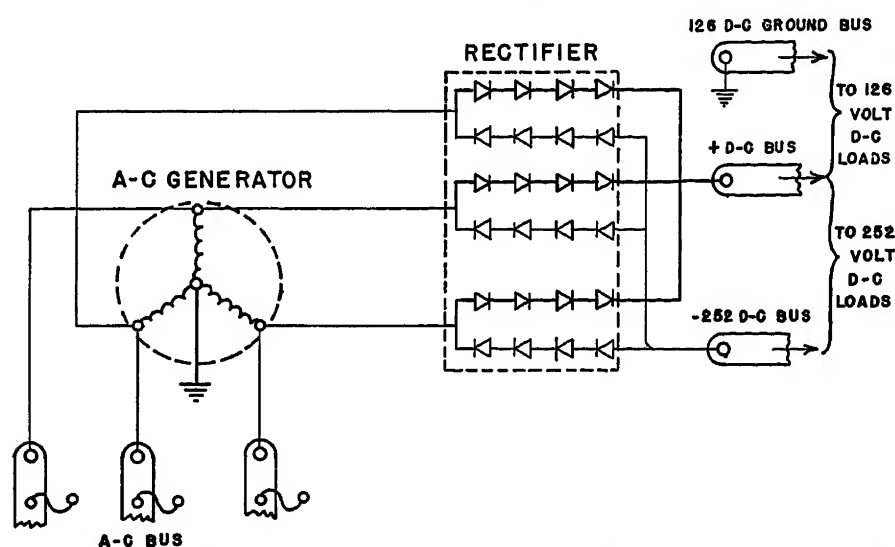 126 D-C GROUND BUS
RECTIFIER
TO 126
VOLT
D-C
LOADS
+ D-C BUS
A-C GENERATOR
TO 252
VOLT
D-C
LOADS
-252 D-C BUS
A-C BUS